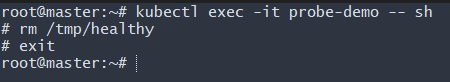 root@master:~# kubectl exec -it probe-demo -- sh
# rm /tmp/healthy
# exit
root@master:~#